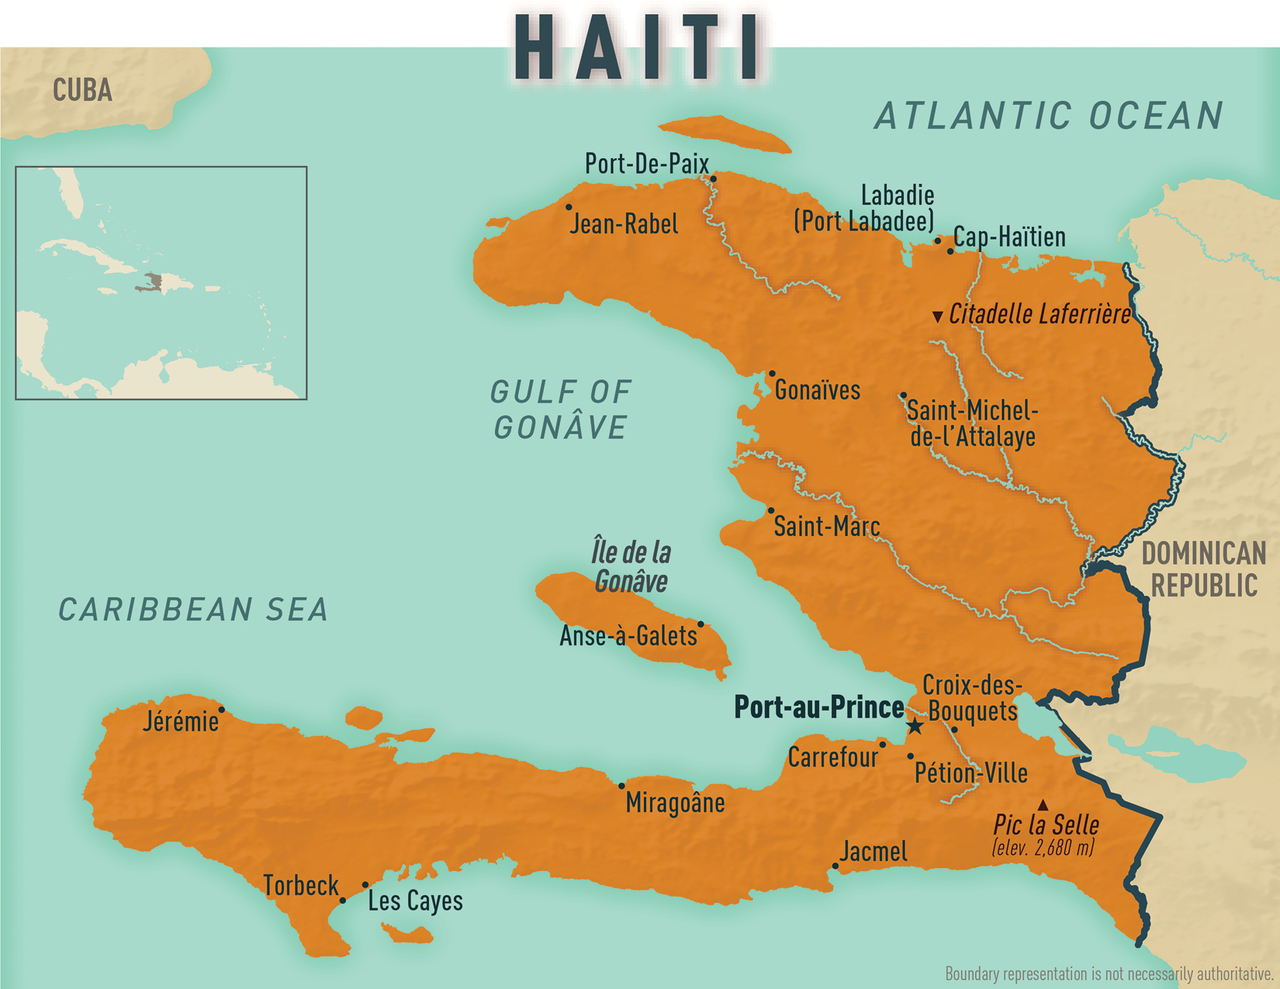 HAITI
CUBA
ATLANTIC OCEAN
Port-De-Paix
Jean-Rabel
Labadie
(Port Labadee)
Cap-Haïtien
Citadelle Laferrière
GULF OF
GONÂVE
Gonaïves
Saint-Michel-
de-l'Attalaye
Saint-Marc
Île de la
Gonâve
Anse-à-Galets
CARIBBEAN SEA
DOMINICAN
REPUBLIC
Croix-des-
Bouquets
Port-au-Prince
Jérémie
Carrefour
Pétion-Ville
Miragoâne
Pic la Selle
(elev. 2,680 m)
Jacmel
Torbeck
Les Cayes
Boundary representation is not necessarily authoritative.